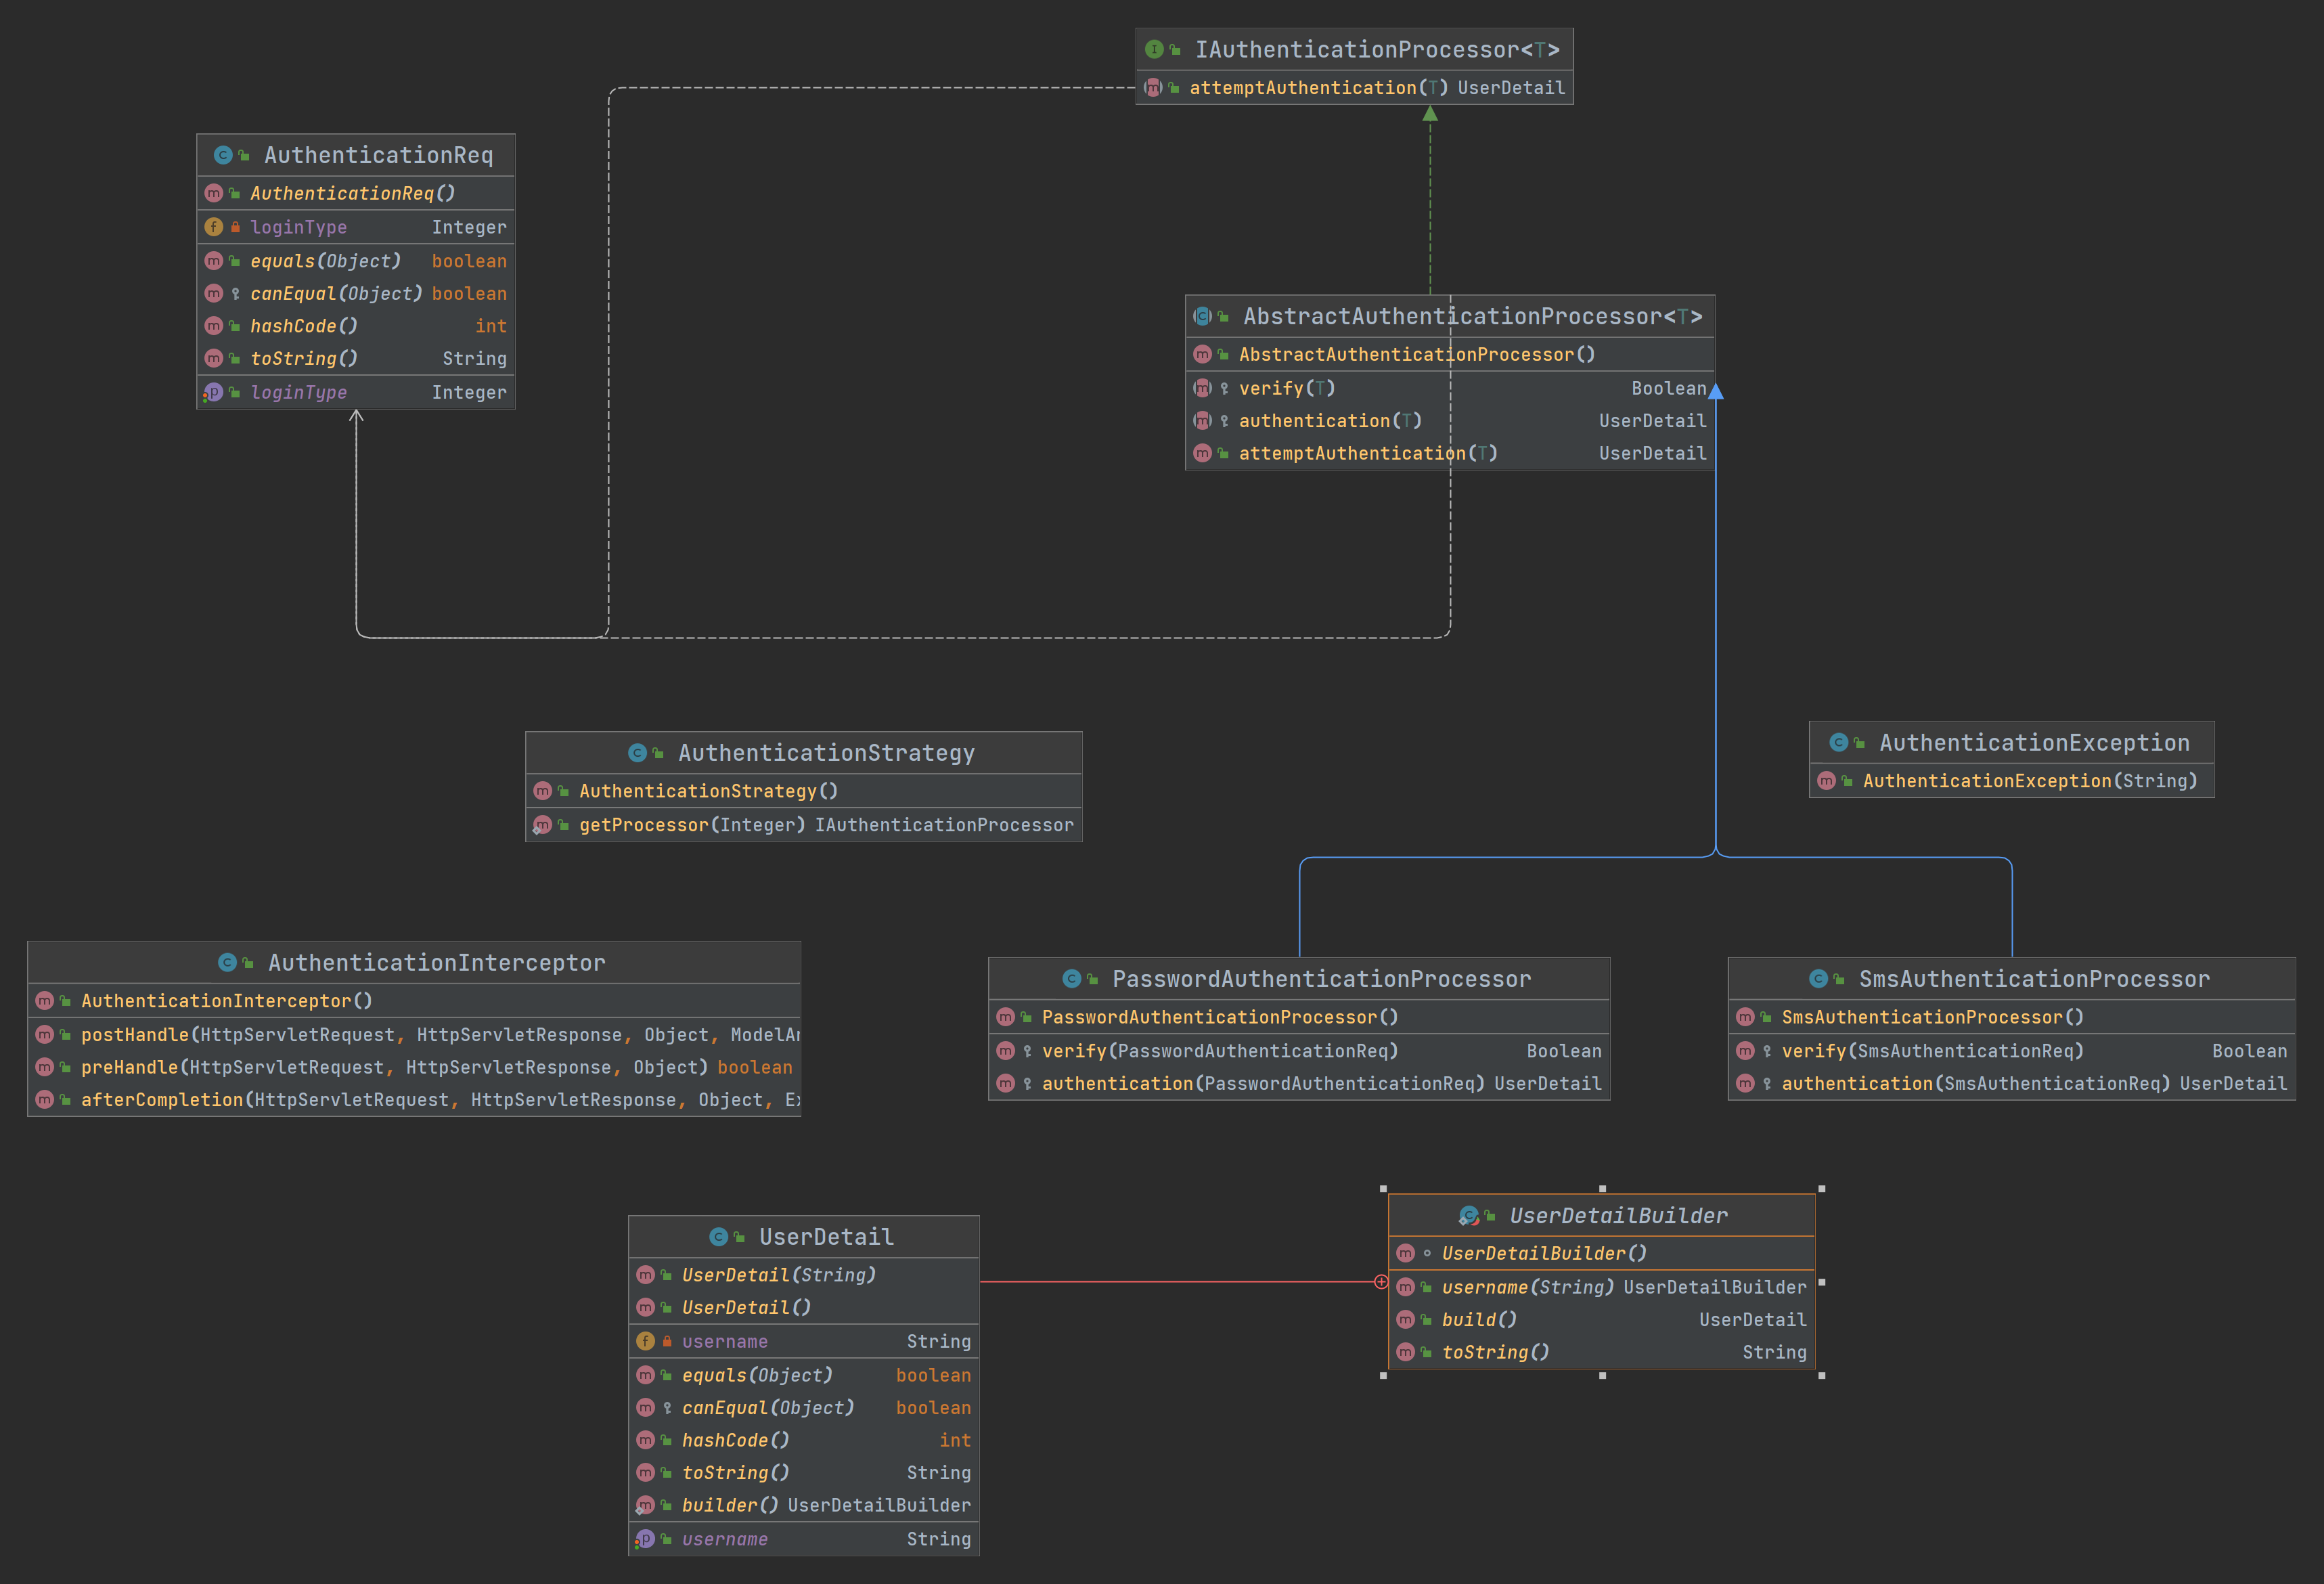 IAuthenticationProcessor<T>
attemptAuthentication(T) UserDetail
AuthenticationReq
AuthenticationReq()
loginType Integer
equals(Object) boolean
canEqual(Object) boolean
hashCode() int
toString() String
loginType Integer
AbstractAuthenticationProcessor<T>
AbstractAuthenticationProcessor()
verify(T) Boolean
authentication(T) UserDetail
attemptAuthentication(T) UserDetail
AuthenticationStrategy
AuthenticationStrategy()
getProcessor(Integer) IAuthenticationProcessor
AuthenticationException
AuthenticationException(String)
AuthenticationInterceptor
AuthenticationInterceptor()
postHandle(HttpServletRequest, HttpServletResponse, Object, ModelAn
preHandle(HttpServletRequest, HttpServletResponse, Object) boolean
afterCompletion(HttpServletRequest, HttpServletResponse, Object, Ex
PasswordAuthenticationProcessor
PasswordAuthenticationProcessor()
verify(PasswordAuthenticationReq) Boolean
authentication(PasswordAuthenticationReq) UserDetail
SmsAuthenticationProcessor
SmsAuthenticationProcessor()
verify(SmsAuthenticationReq) Boolean
authentication(SmsAuthenticationReq) UserDetail
UserDetail
UserDetail(String)
UserDetail()
username String
equals(Object) boolean
canEqual(Object) boolean
hashCode() int
toString() String
builder() UserDetailBuilder
username String
UserDetailBuilder
UserDetailBuilder()
username(String) UserDetailBuilder
build() UserDetail
toString() String